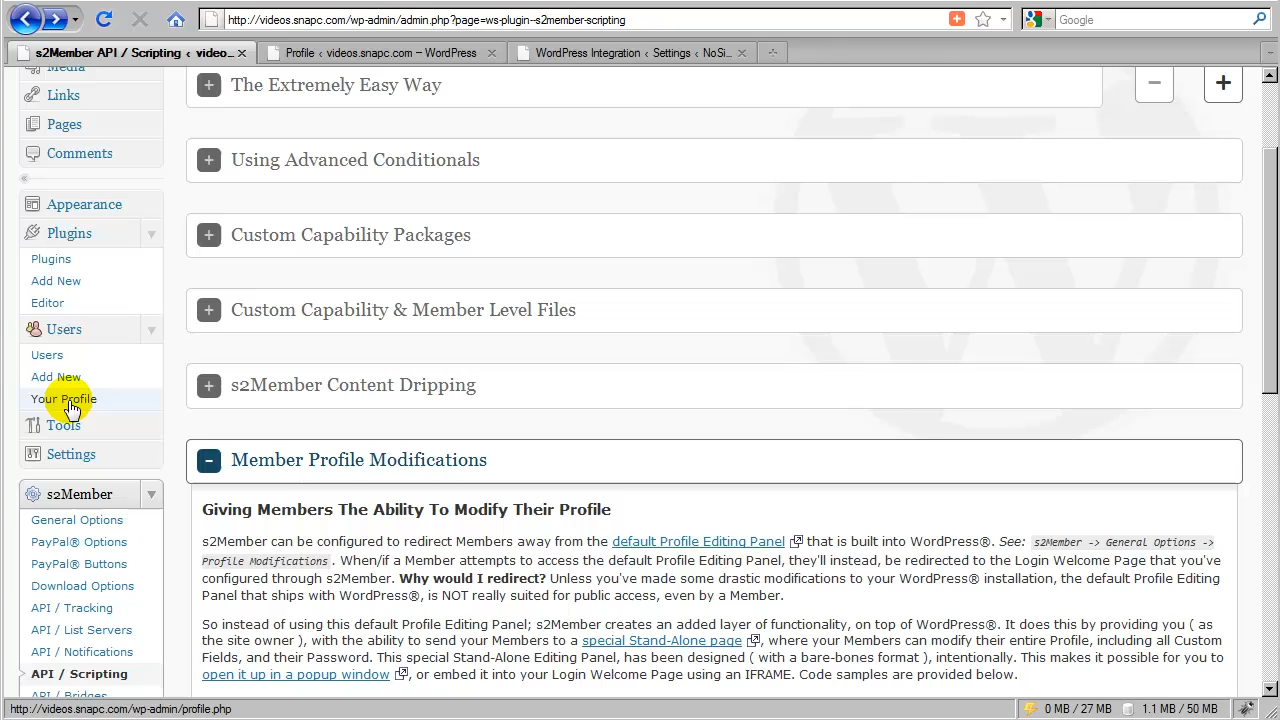 http://videos.snapc.com/wp-admin/admin.php?page=ws-plugin--s2member-scripting
Google
s2Member API / Scripting ‹ video...
Profile ‹ videos.snapc.com — WordPress
WordPress Integration ‹ Settings ‹ NoSi...
Media
Links
Pages
Comments
Appearance
Plugins
Plugins
Add New
Editor
Users
Users
Add New
Your Profile
Tools
Settings
s2Member
General Options
PayPal® Options
PayPal® Buttons
Download Options
API / Tracking
API / List Servers
API / Notifications
API / Scripting
API / Bridges
The Extremely Easy Way
Using Advanced Conditionals
Custom Capability Packages
Custom Capability & Member Level Files
s2Member Content Dripping
Member Profile Modifications
Giving Members The Ability To Modify Their Profile
s2Member can be configured to redirect Members away from the default Profile Editing Panel that is built into WordPress®. See: s2Member -> General Options ->
Profile Modifications. When/if a Member attempts to access the default Profile Editing Panel, they'll instead, be redirected to the Login Welcome Page that you've
configured through s2Member. Why would I redirect? Unless you've made some drastic modifications to your WordPress® installation, the default Profile Editing
Panel that ships with WordPress®, is NOT really suited for public access, even by a Member.
So instead of using this default Profile Editing Panel; s2Member creates an added layer of functionality, on top of WordPress®. It does this by providing you ( as
the site owner ), with the ability to send your Members to a special Stand-Alone page, where your Members can modify their entire Profile, including all Custom
Fields, and their Password. This special Stand-Alone Editing Panel, has been designed ( with a bare-bones format ), intentionally. This makes it possible for you to
open it up in a popup window, or embed it into your Login Welcome Page using an IFRAME. Code samples are provided below.
http://videos.snapc.com/wp-admin/profile.php
0 MB / 27 MB
1.1 MB / 50 MB